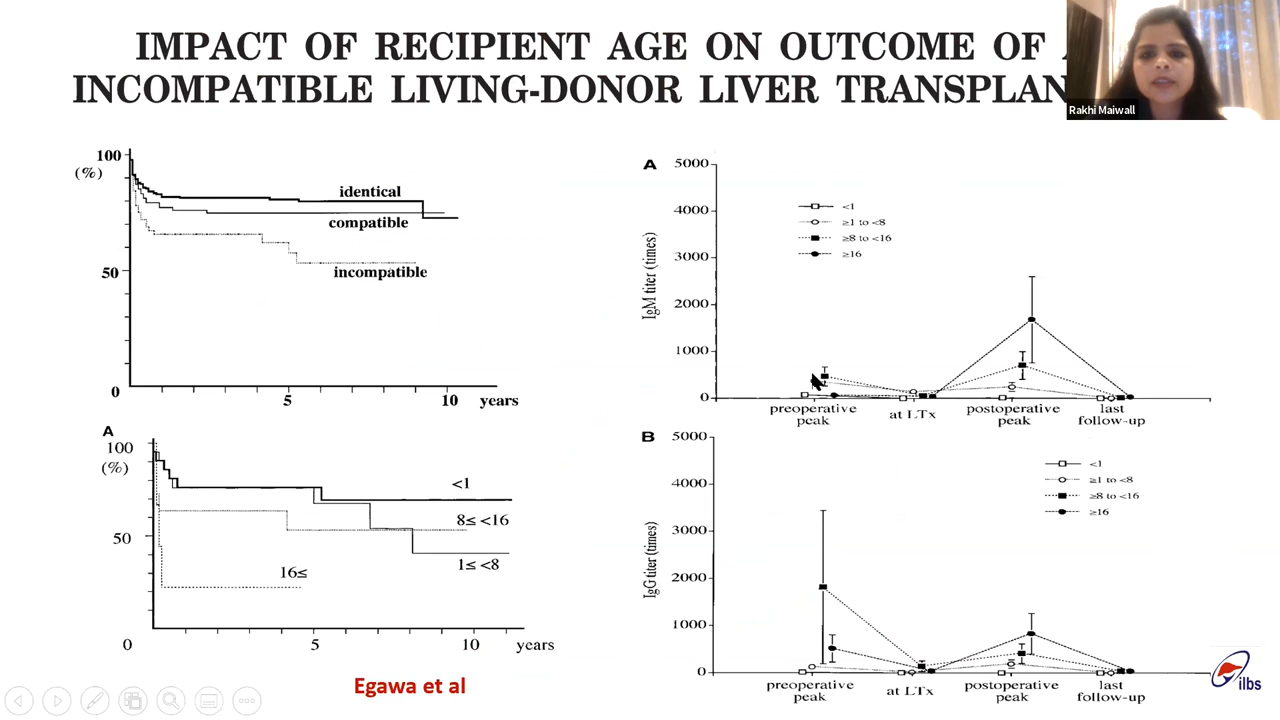 IMPACT OF RECIPIENT AGE ON OUTCOME OF
INCOMPATIBLE LIVING-DONOR LIVER TRANSPLAN
Rakhi Maiwall
100
(%)
identical
compatible
incompatible
50
0
5
10
years
A
100
(%)
<1
8≤ <16
50
1≤ <8
16≤
0
5
10
years
A
5000
4000
3000
2000
1000
0
IgM titer (times)
<1
≥1 to <8
≥8 to <16
≥16
preoperative
peak
at LTx
postoperative
peak
last
follow-up
B
5000
4000
3000
2000
1000
0
IgG titer (times)
<1
≥1 to <8
≥8 to <16
≥16
preoperative
peak
at LTx
postoperative
peak
last
follow-up
Egawa et al
ilbs